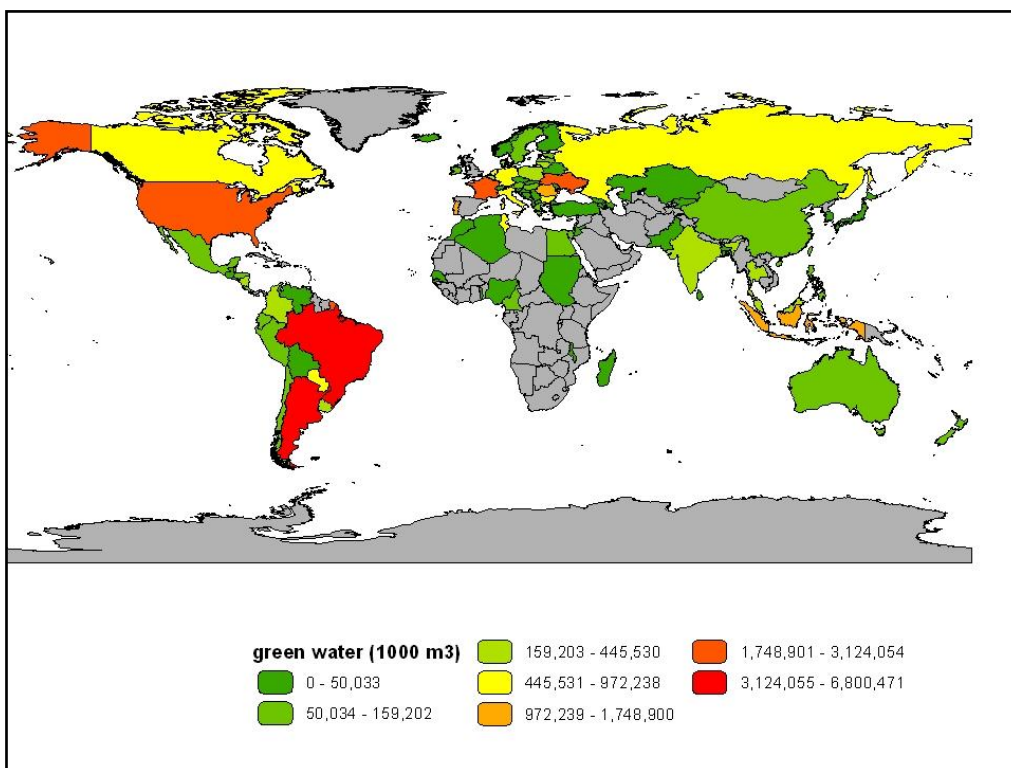 green water (1000 m3)
0 - 50,033
50,034 - 159,202
159,203 - 445,530
445,531 - 972,238
972,239 - 1,748,900
1,748,901 - 3,124,054
3,124,055 - 6,800,471